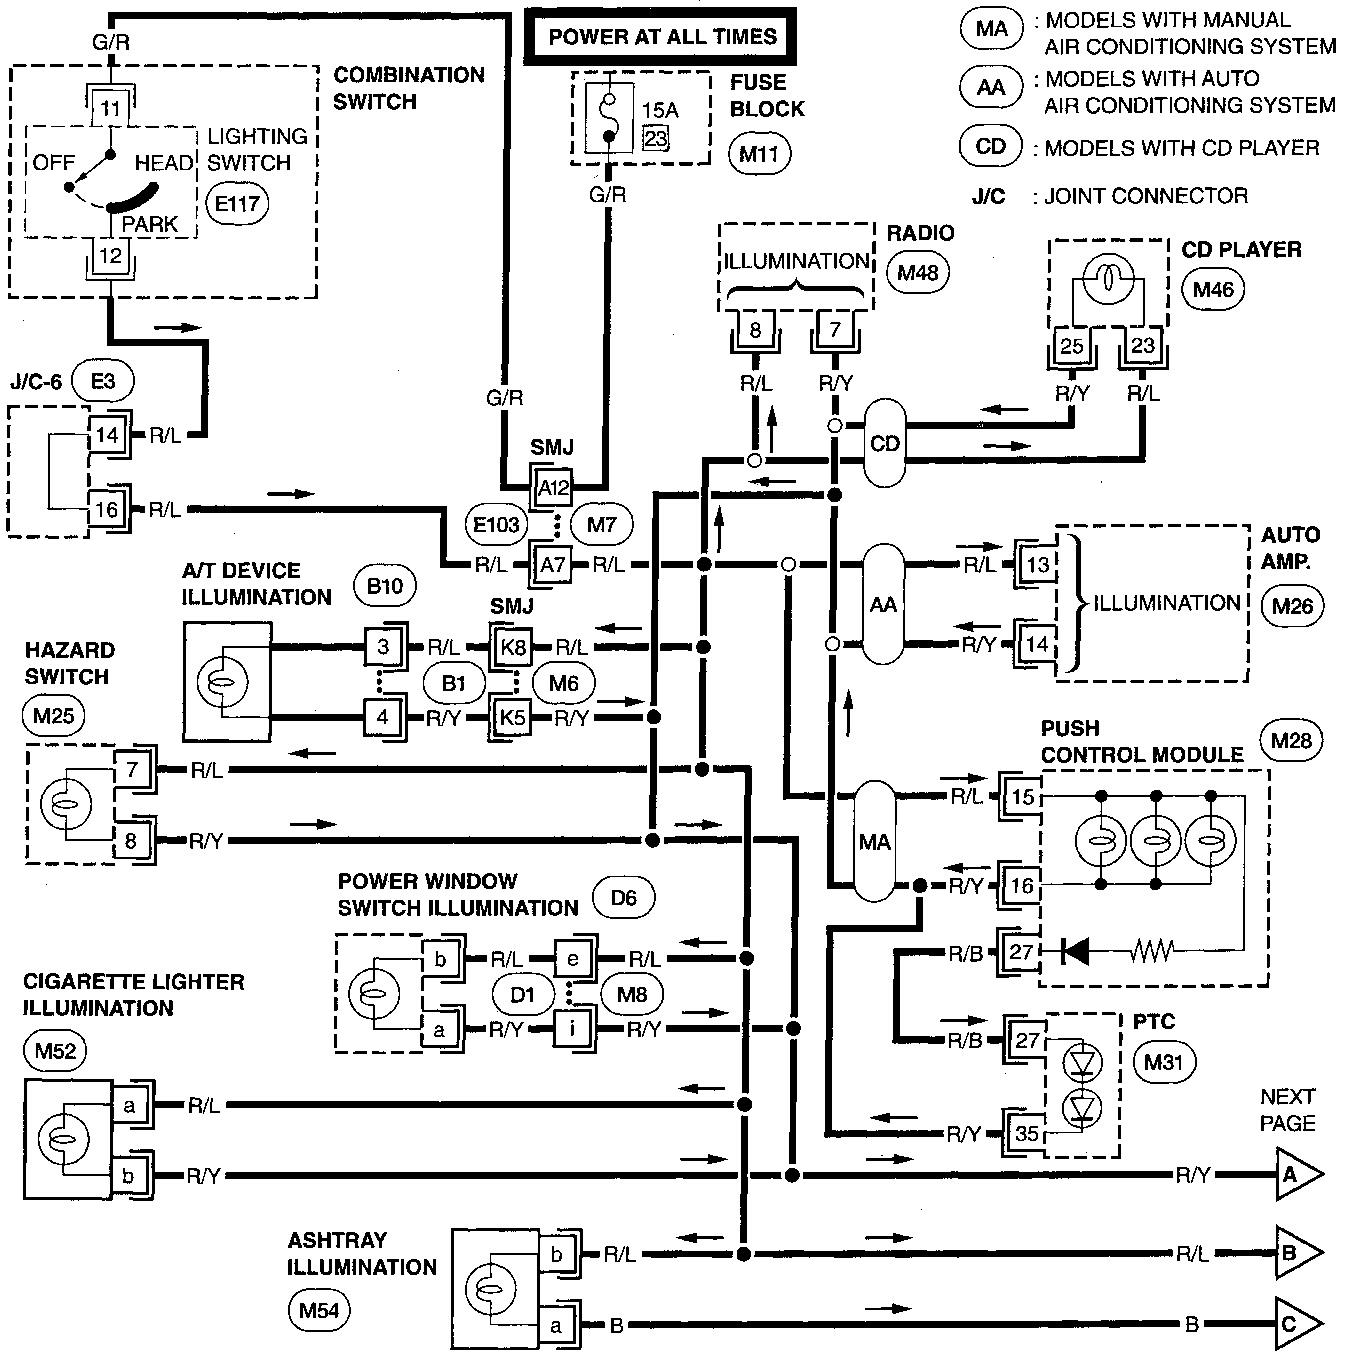 POWER AT ALL TIMES
MA : MODELS WITH MANUAL
AIR CONDITIONING SYSTEM
AA : MODELS WITH AUTO
AIR CONDITIONING SYSTEM
CD : MODELS WITH CD PLAYER
J/C : JOINT CONNECTOR
G/R
COMBINATION
SWITCH
11
LIGHTING
SWITCH
E117
OFF
HEAD
PARK
12
FUSE
BLOCK
M11
15A
23
G/R
RADIO
M48
ILLUMINATION
8
7
R/L
R/Y
CD PLAYER
M46
25
23
R/Y
R/L
CD
J/C-6
E3
14
R/L
16
R/L
G/R
SMJ
A12
E103
M7
R/L
A7
R/L
AUTO
AMP.
M26
AA
R/L
13
ILLUMINATION
R/Y
14
A/T DEVICE
ILLUMINATION
B10
SMJ
3
R/L
K8
R/L
B1
M6
4
R/Y
K5
R/Y
HAZARD
SWITCH
M25
7
R/L
8
R/Y
PUSH
CONTROL MODULE
M28
MA
R/L
15
R/Y
16
R/B
27
POWER WINDOW
SWITCH ILLUMINATION
D6
b
R/L
e
R/L
D1
M8
a
R/Y
i
R/Y
PTC
M31
R/B
27
R/Y
35
CIGARETTE LIGHTER
ILLUMINATION
M52
a
R/L
b
R/Y
NEXT
PAGE
R/Y
A
ASHTRAY
ILLUMINATION
M54
b
R/L
R/L
B
a
B
B
C